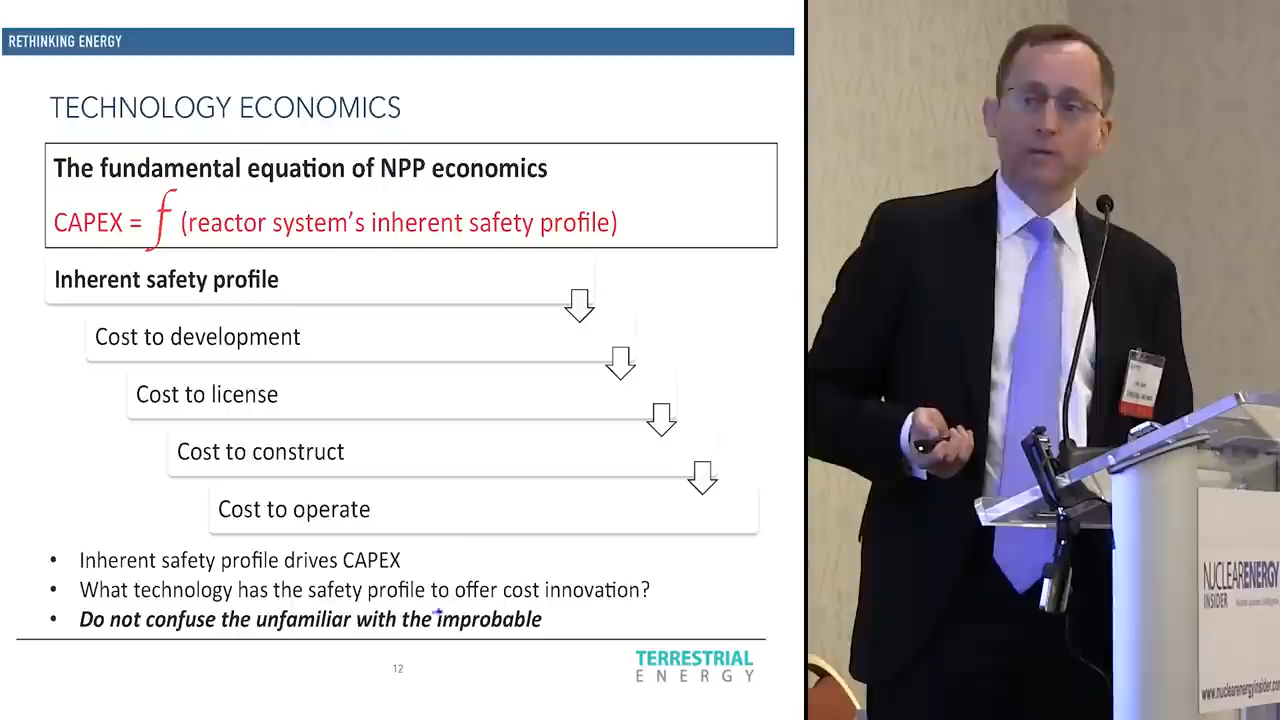 RETHINKING ENERGY
TECHNOLOGY ECONOMICS
The fundamental equation of NPP economics
CAPEX = f (reactor system's inherent safety profile)
Inherent safety profile
Cost to development
Cost to license
Cost to construct
Cost to operate
• Inherent safety profile drives CAPEX
• What technology has the safety profile to offer cost innovation?
• Do not confuse the unfamiliar with the improbable
12
TERRESTRIAL
ENERGY
NUCLEARENERGY
INSIDER
www.nuclearenergyinsider.com